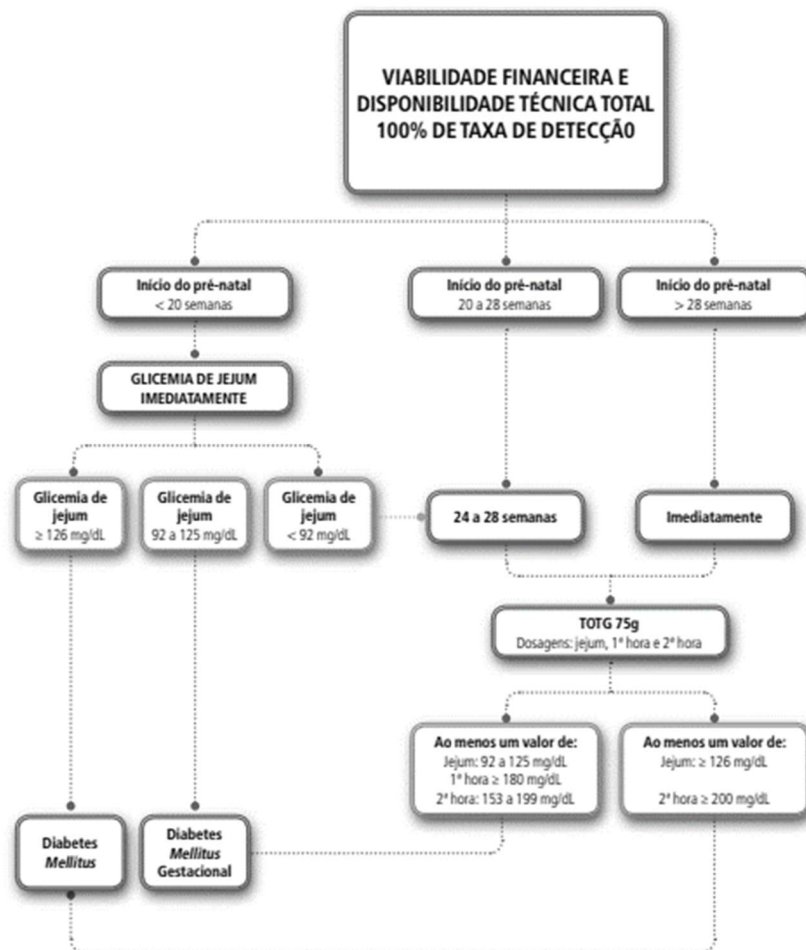 VIABILIDADE FINANCEIRA E
DISPONIBILIDADE TÉCNICA TOTAL
100% DE TAXA DE DETECÇÃ0
Início do pré-natal
< 20 semanas
Início do pré-natal
20 a 28 semanas
Início do pré-natal
> 28 semanas
GLICEMIA DE JEJUM
IMEDIATAMENTE
Glicemia de
jejum
≥ 126 mg/dL
Glicemia de
jejum
92 a 125 mg/dL
Glicemia de
jejum
< 92 mg/dL
24 a 28 semanas
Imediatamente
TOTG 75g
Dosagens: jejum, 1ª hora e 2ª hora
Ao menos um valor de:
Jejum: 92 a 125 mg/dL
1ª hora ≥ 180 mg/dL
2ª hora: 153 a 199 mg/dL
Ao menos um valor de:
Jejum: ≥ 126 mg/dL
2ª hora ≥ 200 mg/dL
Diabetes
Mellitus
Diabetes
Mellitus
Gestacional